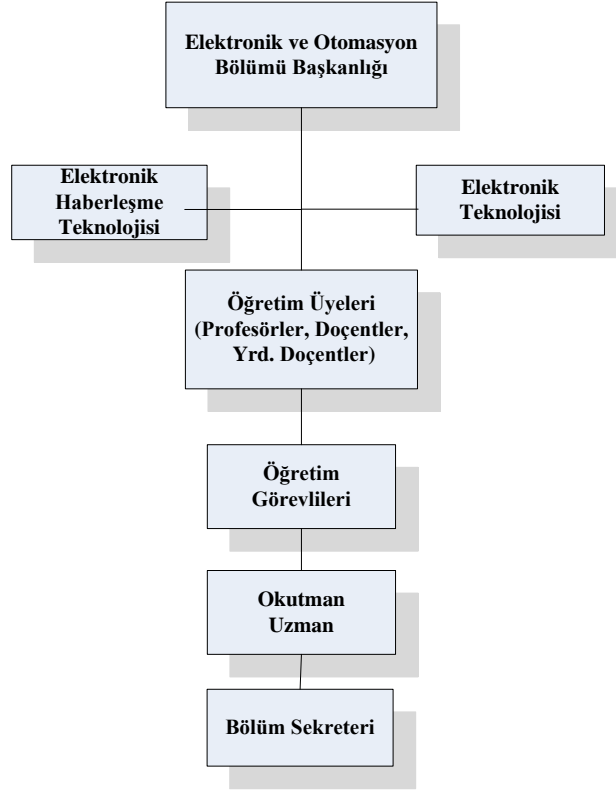 Elektronik ve Otomasyon
Bölümü Başkanlığı
Elektronik
Haberleşme
Teknolojisi
Elektronik
Teknolojisi
Öğretim Üyeleri
(Profesörler, Doçentler,
Yrd. Doçentler)
Öğretim
Görevlileri
Okutman
Uzman
Bölüm Sekreteri